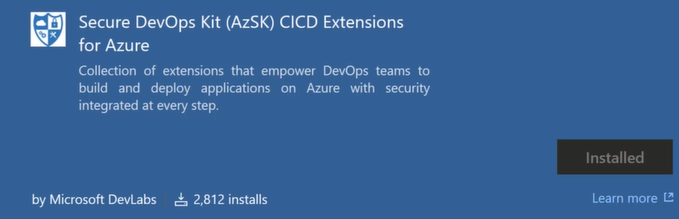 Secure DevOps Kit (AzSK) CICD Extensions
for Azure
Collection of extensions that empower DevOps teams to
build and deploy applications on Azure with security
integrated at every step.
Installed
by Microsoft DevLabs
2,812 installs
Learn more